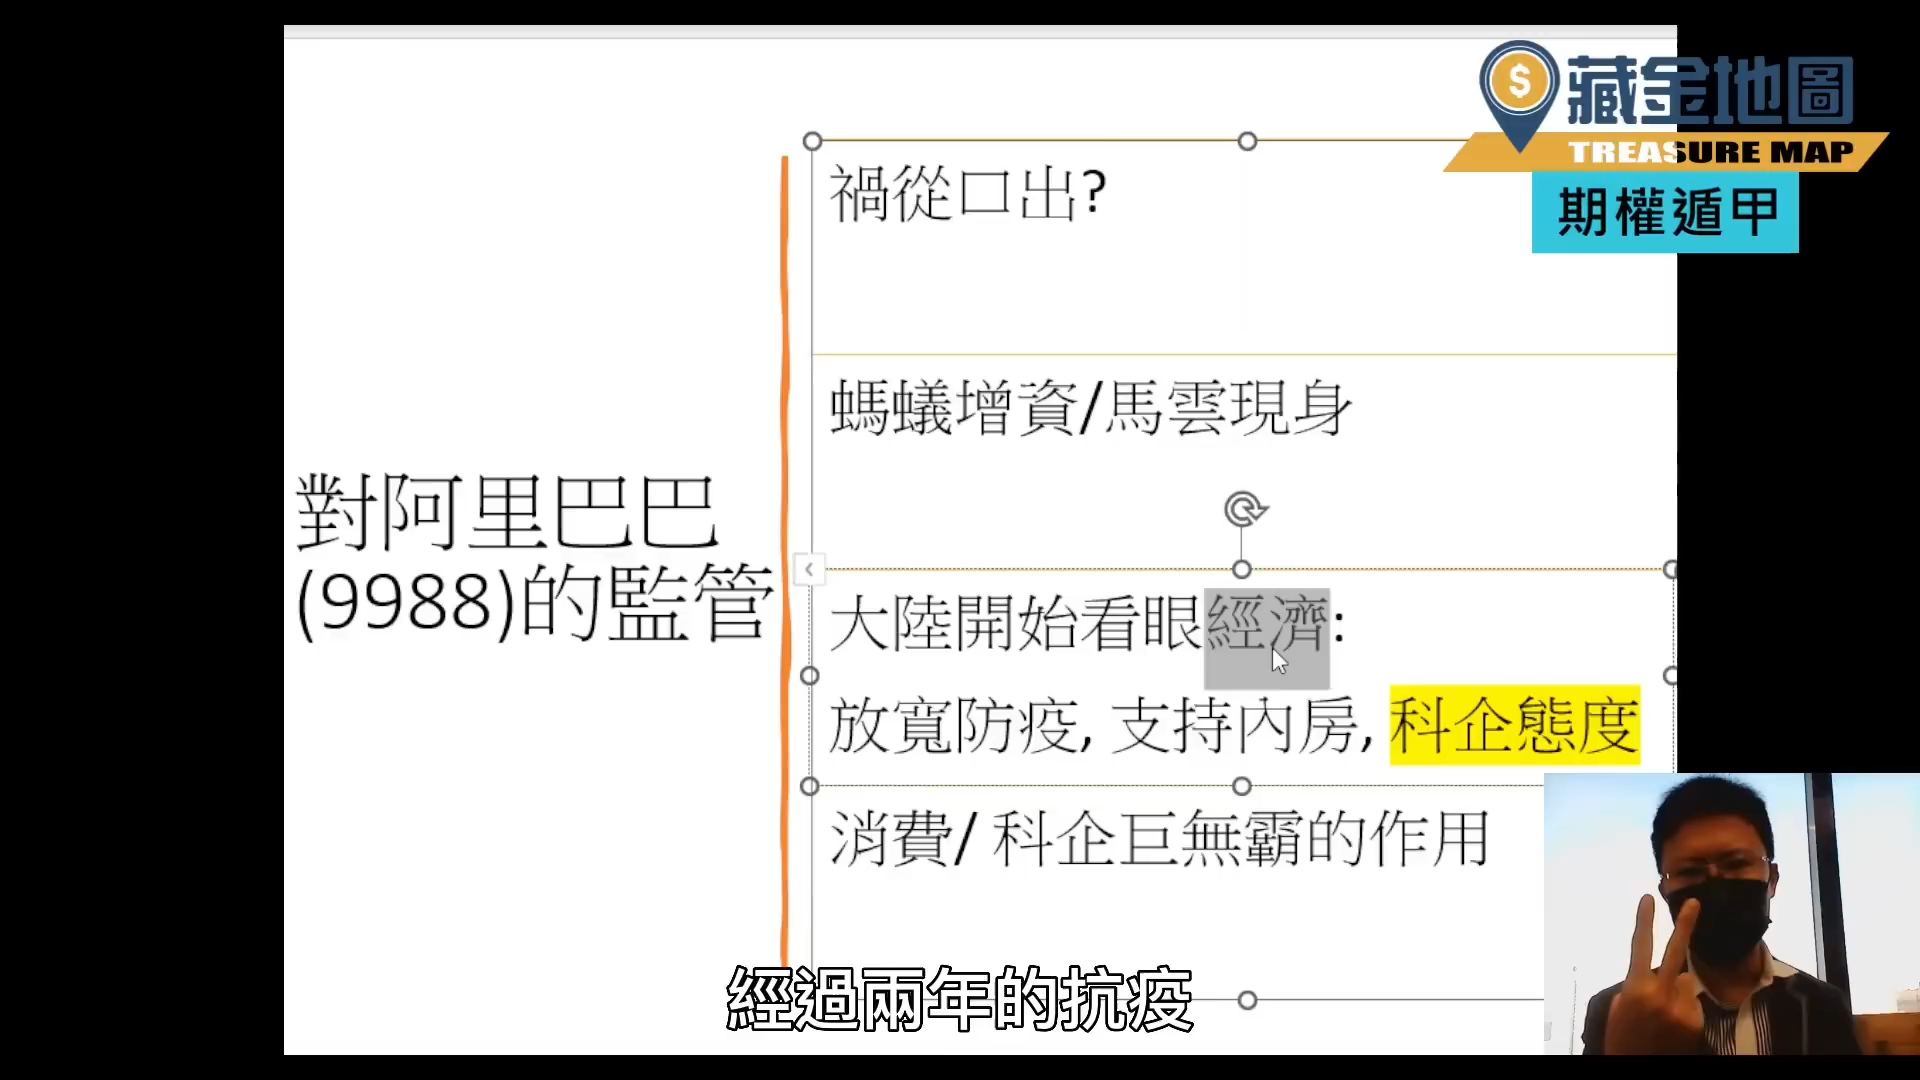 藏金地圖
TREASURE MAP
期權遁甲
對阿里巴巴
(9988)的監管
禍從口出?
螞蟻增資/馬雲現身
大陸開始看眼經濟:
放寬防疫, 支持內房, 科企態度
消費/ 科企巨無霸的作用
經過兩年的抗疫